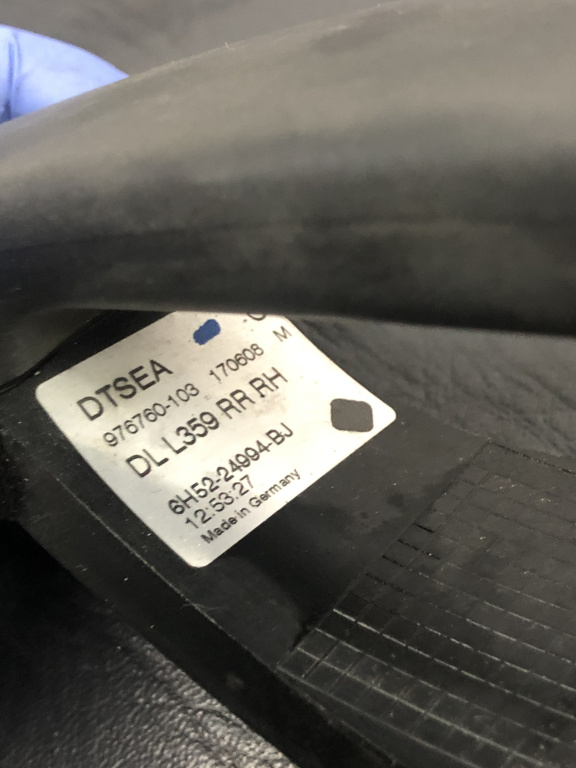 DTSEA
976760-103 170608 M
DL L359 RR RH
6H52-24994-BJ
12:53:27
Made in Germany